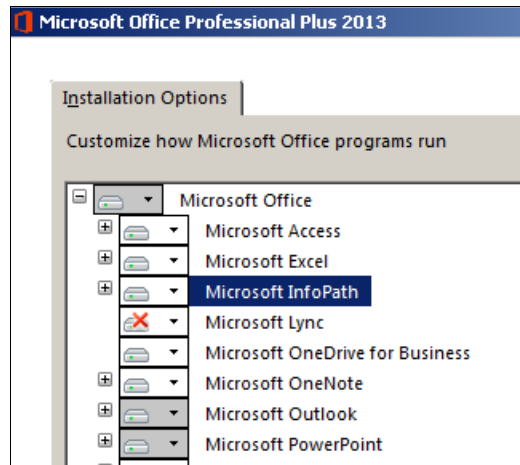 Microsoft Office Professional Plus 2013
Installation Options
Customize how Microsoft Office programs run
Microsoft Office
Microsoft Access
Microsoft Excel
Microsoft InfoPath
Microsoft Lync
Microsoft OneDrive for Business
Microsoft OneNote
Microsoft Outlook
Microsoft PowerPoint